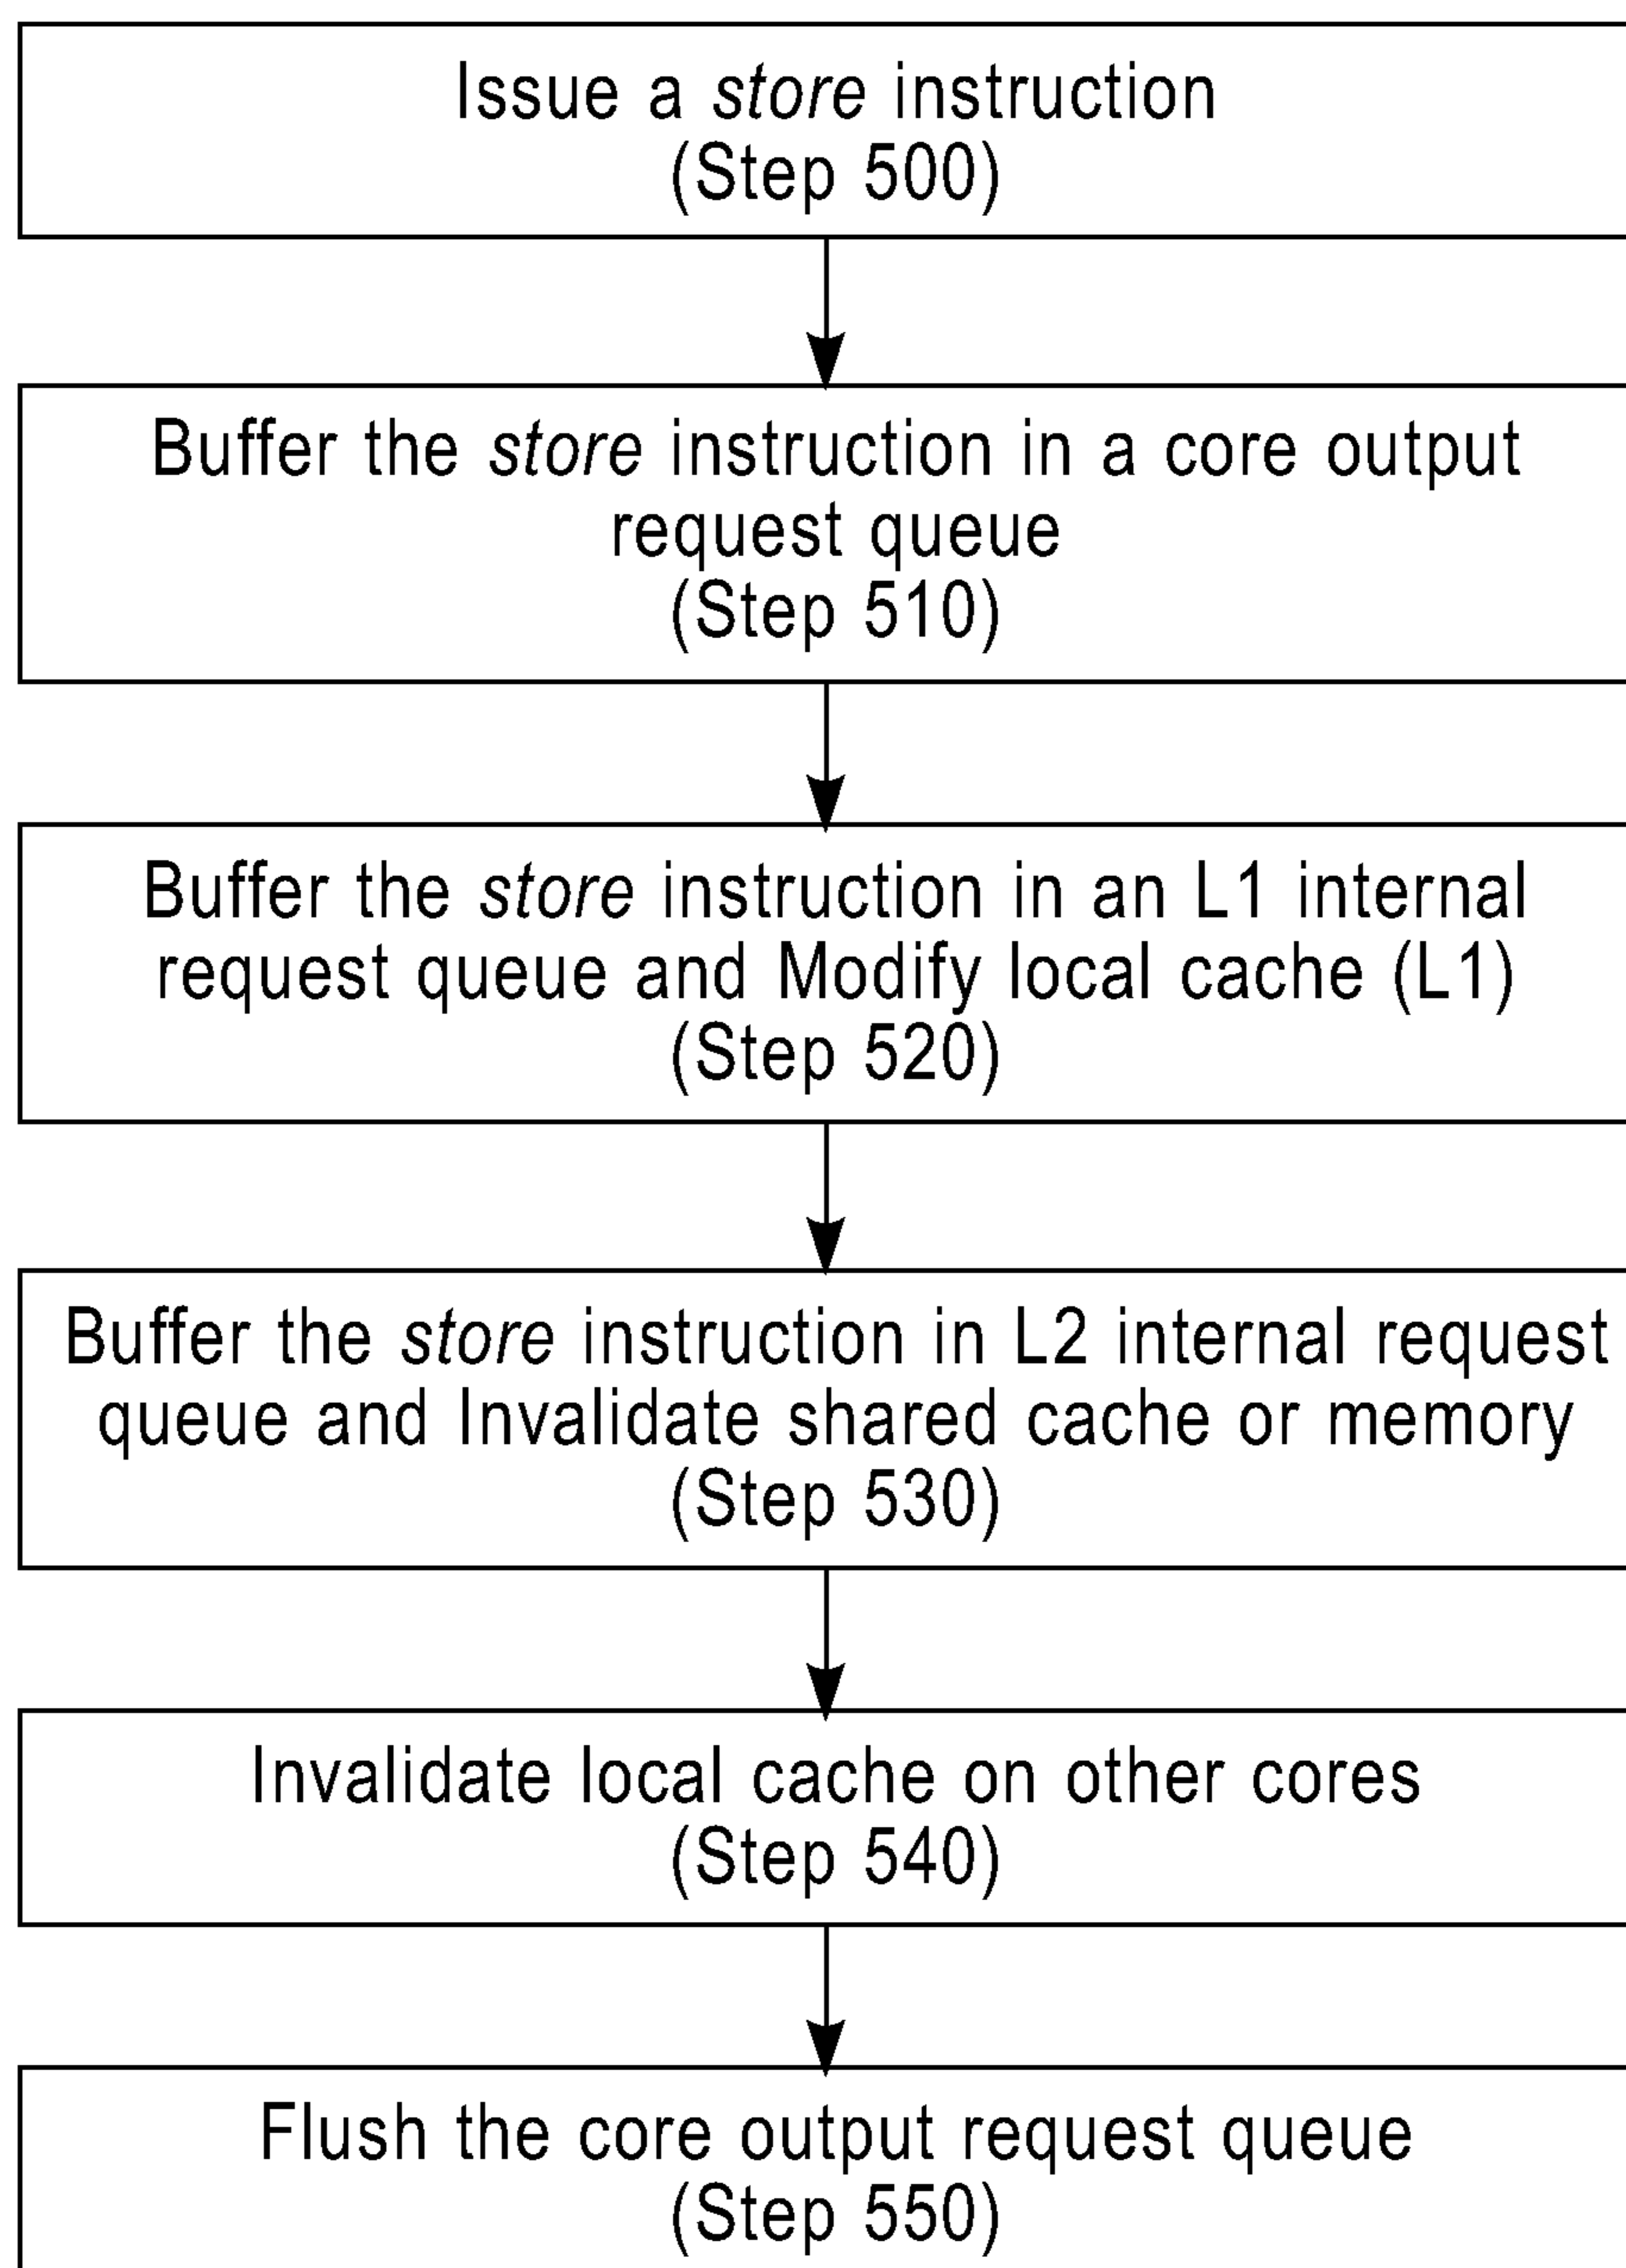 Issue a store instruction
(Step 500)
Buffer the store instruction in a core output
request queue
(Step 510)
Buffer the store instruction in an L1 internal
request queue and Modify local cache (L1)
(Step 520)
Buffer the store instruction in L2 internal request
queue and Invalidate shared cache or memory
(Step 530)
Invalidate local cache on other cores
(Step 540)
Flush the core output request queue
(Step 550)